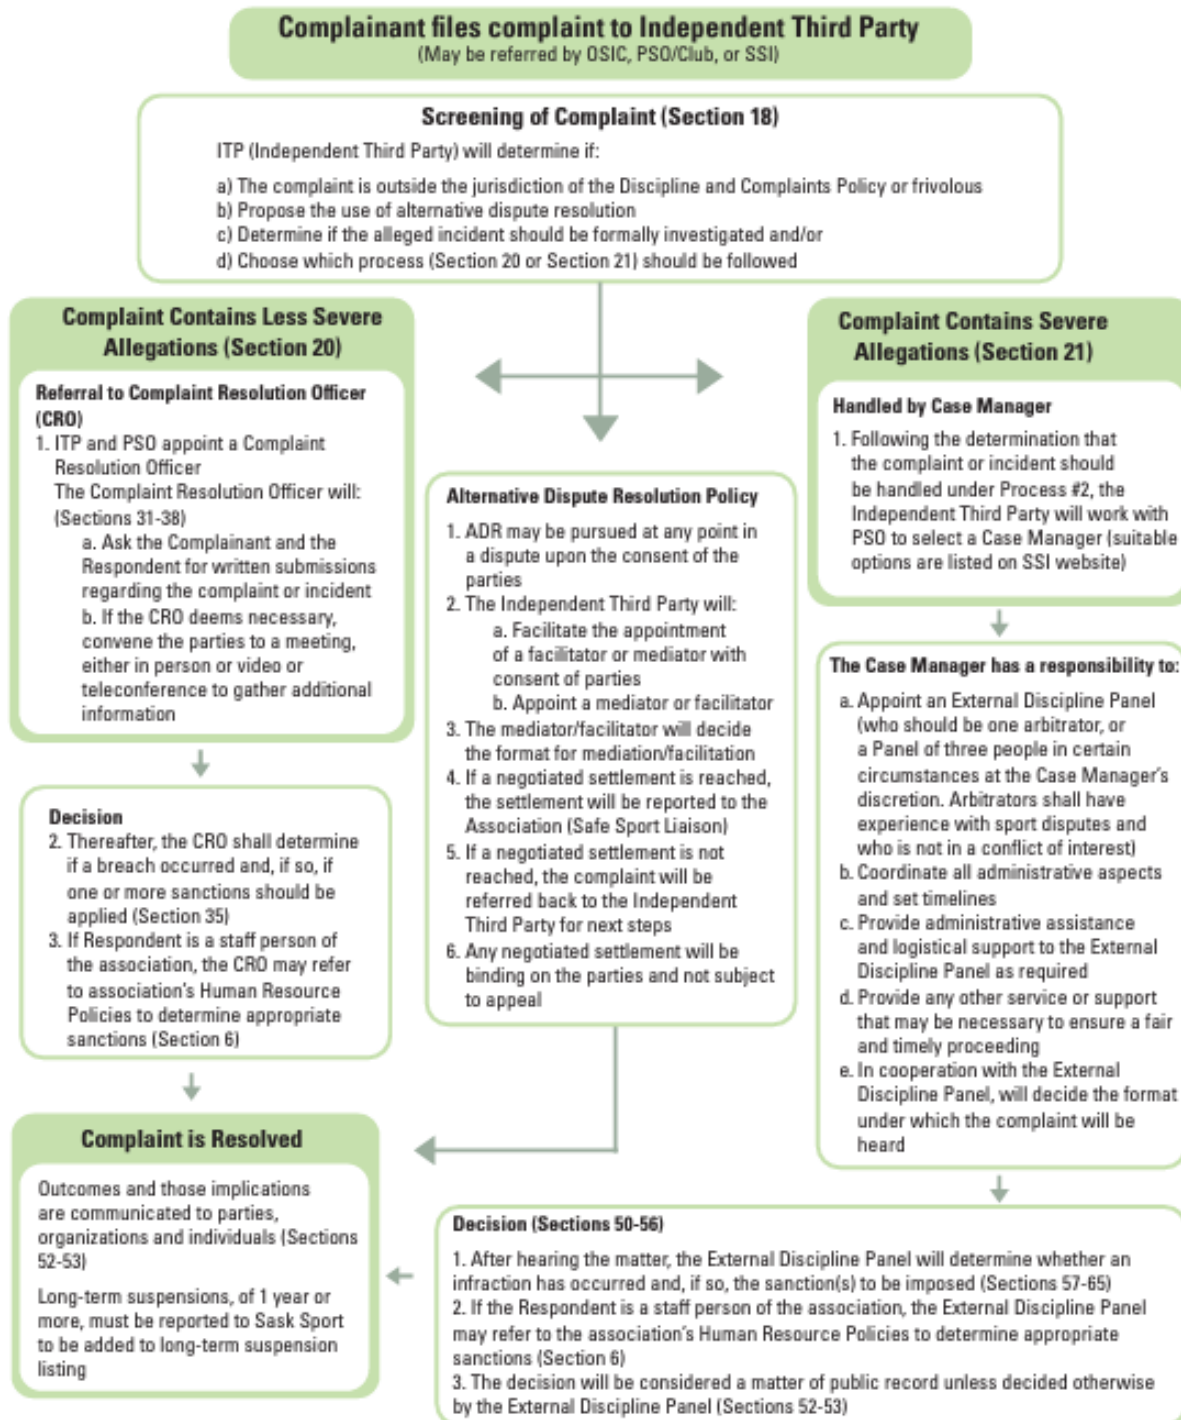 Complainant files complaint to Independent Third Party
(May be referred by OSIC, PSO/Club, or SSI)
Screening of Complaint (Section 18)
ITP (Independent Third Party) will determine if:
a) The complaint is outside the jurisdiction of the Discipline and Complaints Policy or frivolous
b) Propose the use of alternative dispute resolution
c) Determine if the alleged incident should be formally investigated and/or
d) Choose which process (Section 20 or Section 21) should be followed
Complaint Contains Less Severe
Allegations (Section 20)
Referral to Complaint Resolution Officer
(CRO)
1. ITP and PSO appoint a Complaint
Resolution Officer
The Complaint Resolution Officer will:
(Sections 31-38)
a. Ask the Complainant and the
Respondent for written submissions
regarding the complaint or incident
b. If the CRO deems necessary,
convene the parties to a meeting,
either in person or video or
teleconference to gather additional
information
Decision
2. Thereafter, the CRO shall determine
if a breach occurred and, if so, if
one or more sanctions should be
applied (Section 35)
3. If Respondent is a staff person of
the association, the CRO may refer
to association's Human Resource
Policies to determine appropriate
sanctions (Section 6)
Alternative Dispute Resolution Policy
1. ADR may be pursued at any point in
a dispute upon the consent of the
parties
2. The Independent Third Party will:
a. Facilitate the appointment
of a facilitator or mediator with
consent of parties
b. Appoint a mediator or facilitator
3. The mediator/facilitator will decide
the format for mediation/facilitation
4. If a negotiated settlement is reached,
the settlement will be reported to the
Association (Safe Sport Liaison)
5. If a negotiated settlement is not
reached, the complaint will be
referred back to the Independent
Third Party for next steps
6. Any negotiated settlement will be
binding on the parties and not subject
to appeal
Complaint Contains Severe
Allegations (Section 21)
Handled by Case Manager
1. Following the determination that
the complaint or incident should
be handled under Process #2, the
Independent Third Party will work with
PSO to select a Case Manager (suitable
options are listed on SSI website)
The Case Manager has a responsibility to:
a. Appoint an External Discipline Panel
(who should be one arbitrator, or
a Panel of three people in certain
circumstances at the Case Manager's
discretion. Arbitrators shall have
experience with sport disputes and
who is not in a conflict of interest)
b. Coordinate all administrative aspects
and set timelines
c. Provide administrative assistance
and logistical support to the External
Discipline Panel as required
d. Provide any other service or support
that may be necessary to ensure a fair
and timely proceeding
e. In cooperation with the External
Discipline Panel, will decide the format
under which the complaint will be
heard
Decision (Sections 50-56)
1. After hearing the matter, the External Discipline Panel will determine whether an
infraction has occurred and, if so, the sanction(s) to be imposed (Sections 57-65)
2. If the Respondent is a staff person of the association, the External Discipline Panel
may refer to the association's Human Resource Policies to determine appropriate
sanctions (Section 6)
3. The decision will be considered a matter of public record unless decided otherwise
by the External Discipline Panel (Sections 52-53)
Complaint is Resolved
Outcomes and those implications
are communicated to parties,
organizations and individuals (Sections
52-53)
Long-term suspensions, of 1 year or
more, must be reported to Sask Sport
to be added to long-term suspension
listing